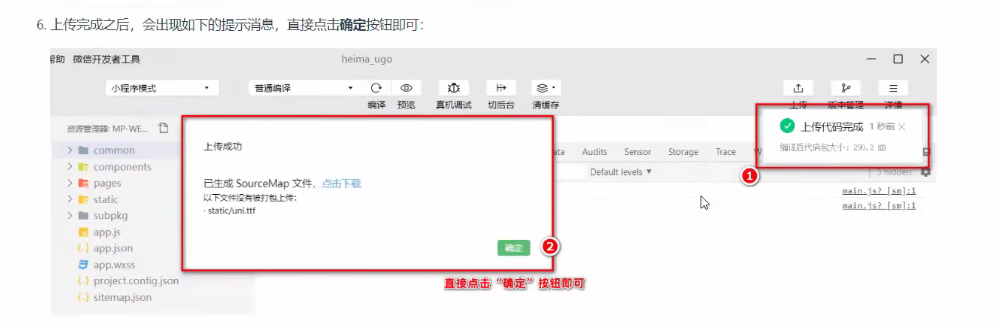 6. 上传完成之后，会出现如下的提示消息，直接点击确定按钮即可：
帮助 微信开发者工具
heima_ugo
小程序模式
普通编译
编译 预览 真机调试 切后台 清缓存
上传 版本管理 详情
资源管理器: MP-WE...
common
components
pages
static
subpkg
app.js
app.json
app.wxss
project.config.json
sitemap.json
上传成功
已生成 SourceMap 文件，点击下载
以下文件没有被打包上传：
· static/uni.ttf
确定
2
直接点击“确定”按钮即可
上传代码完成 1 秒前
编译后代码包大小: 290.2 KB
1
Audits Sensor Storage Trace
Default levels
3 hidden
main.js? [sm]:1
main.js? [sm]:1